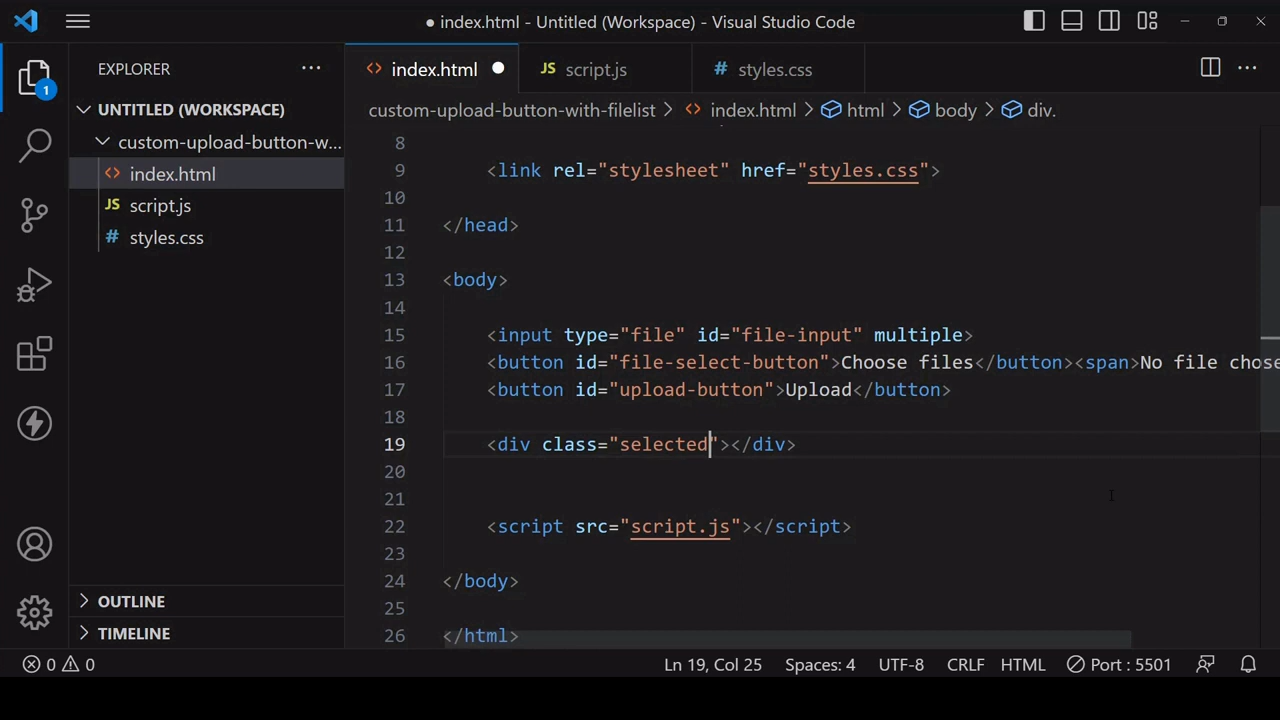 ● index.html - Untitled (Workspace) - Visual Studio Code
EXPLORER
index.html
JS script.js
# styles.css
UNTITLED (WORKSPACE)
custom-upload-button-w...
index.html
JS script.js
# styles.css
OUTLINE
TIMELINE
1
custom-upload-button-with-filelist > index.html > html > body > div.
8
9 <link rel="stylesheet" href="styles.css">
10
11 </head>
12
13 <body>
14
15 <input type="file" id="file-input" multiple>
16 <button id="file-select-button">Choose files</button><span>No file chose
17 <button id="upload-button">Upload</button>
18
19 <div class="selected"></div>
20
21
22 <script src="script.js"></script>
23
24 </body>
25
26 </html>
0 0
Ln 19, Col 25 Spaces: 4 UTF-8 CRLF HTML Port : 5501